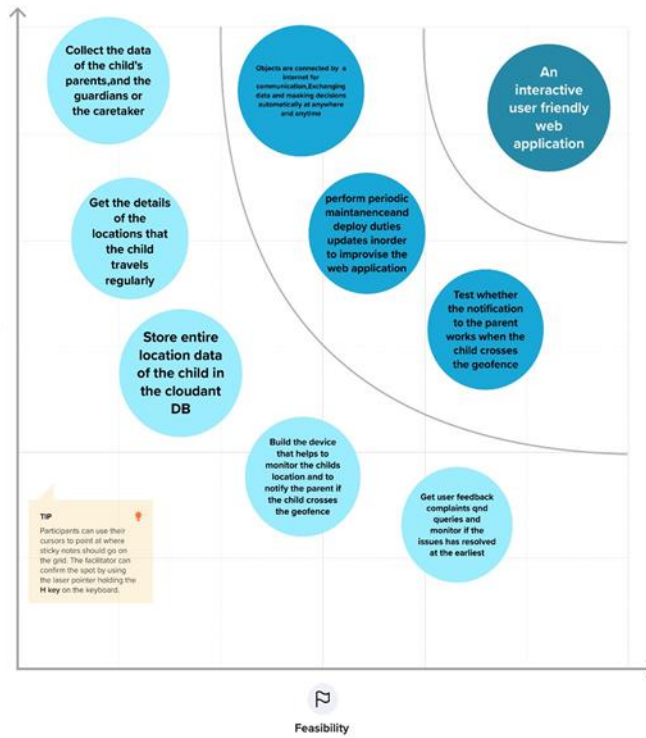 Collect the data
of the child's
parents,and the
guardians or
the caretaker
Objects are connected by a
internet for
communication,Exchanging
data and maaking decisions
automatically at anywhere
and anytime
An
interactive
user friendly
web
application
Get the details
of the
locations that
the child
travels
regularly
perform periodic
maintanenceand
deploy duties
updates inorder
to improvise the
web application
Test whether
the notification
to the parent
works when the
child crosses
the geofence
Store entire
location data
of the child in
the cloudant
DB
Build the device
that helps to
monitor the childs
location and to
notify the parent if
the child crosses
the geofence
Get user feedback
complaints qnd
queries and
monitor if the
issues has resolved
at the earliest
TIP
Participants can use their
cursors to point at where
sticky notes should go on
the grid. The facilitator can
confirm the spot by using
the laser pointer holding the
H key on the keyboard.
Feasibility